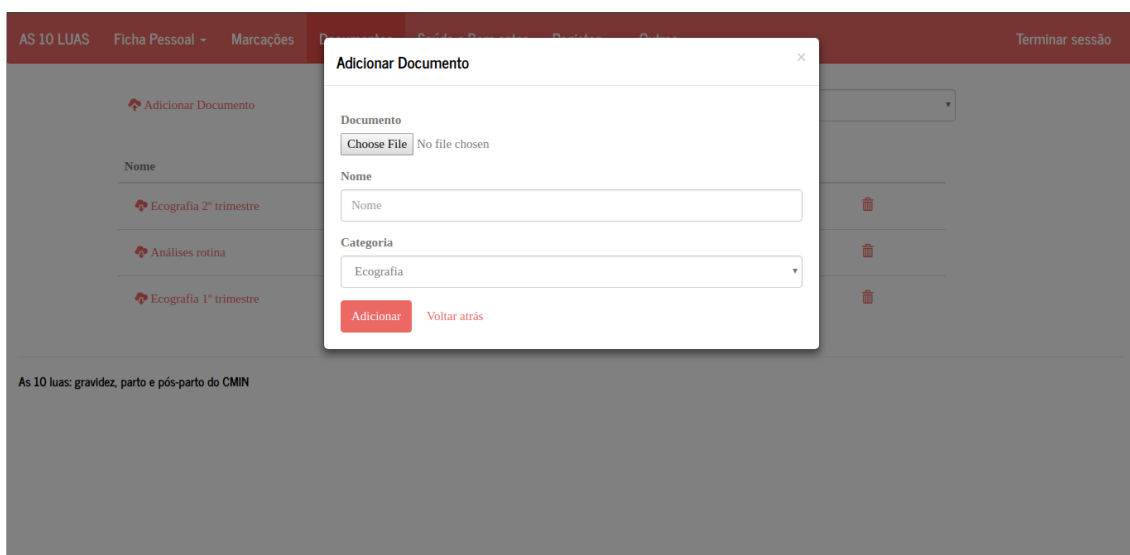 AS 10 LUAS Ficha Pessoal Marcações Terminar sessão
Adicionar Documento ×
Adicionar Documento
Documento
Choose File No file chosen
Nome
Nome
Nome
Ecografia 2º trimestre
Categoria
Análises rotina
Ecografia
Ecografia 1º trimestre
Adicionar Voltar atrás
As 10 luas: gravidez, parto e pós-parto do CMIN